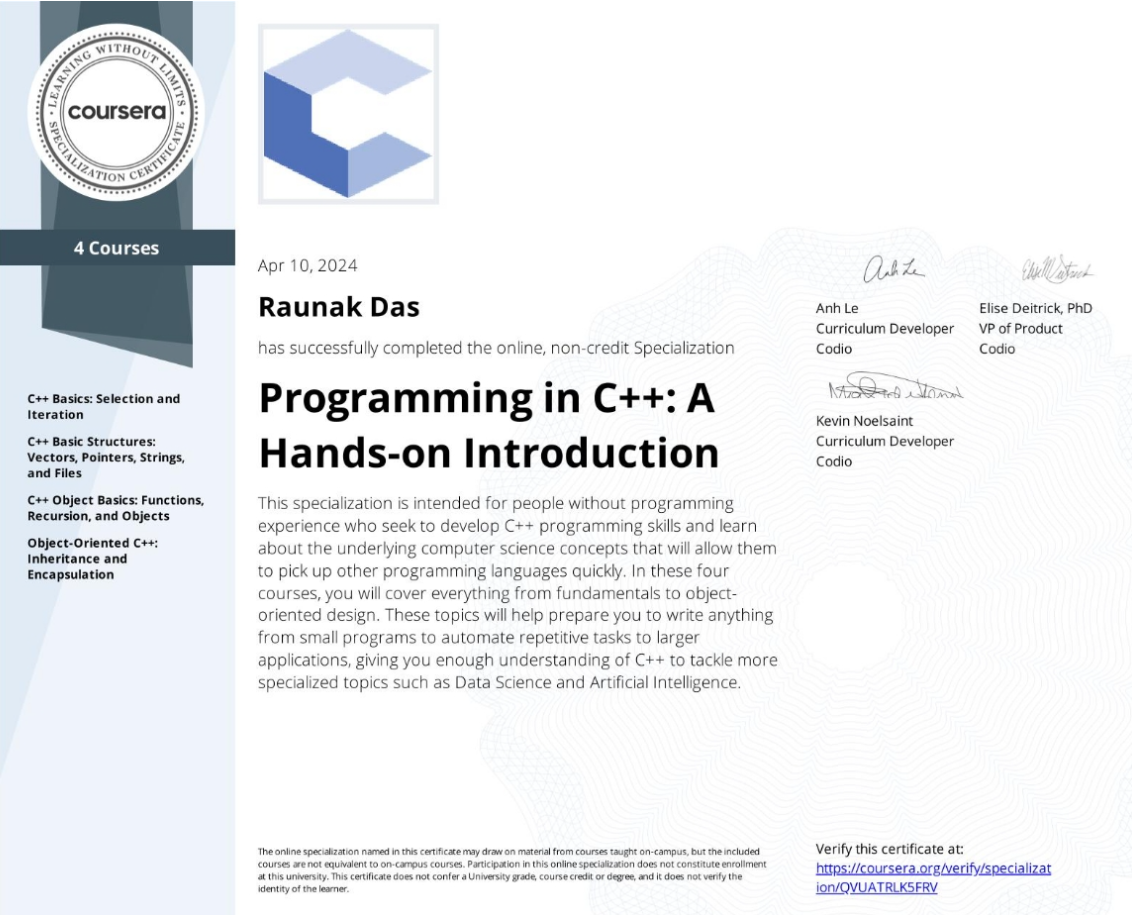 LEARNING WITHOUT LIMITS
coursera
SPECIALIZATION CERTIFICATE
4 Courses
C++ Basics: Selection and
Iteration
C++ Basic Structures:
Vectors, Pointers, Strings,
and Files
C++ Object Basics: Functions,
Recursion, and Objects
Object-Oriented C++:
Inheritance and
Encapsulation
Apr 10, 2024
Raunak Das
has successfully completed the online, non-credit Specialization
Programming in C++: A
Hands-on Introduction
This specialization is intended for people without programming
experience who seek to develop C++ programming skills and learn
about the underlying computer science concepts that will allow them
to pick up other programming languages quickly. In these four
courses, you will cover everything from fundamentals to object-
oriented design. These topics will help prepare you to write anything
from small programs to automate repetitive tasks to larger
applications, giving you enough understanding of C++ to tackle more
specialized topics such as Data Science and Artificial Intelligence.
Anh Le
Anh Le
Curriculum Developer
Codio
Elise Deitrick, PhD
VP of Product
Codio
Kevin Noelsaint
Curriculum Developer
Codio
The online specialization named in this certificate may draw on material from courses taught on-campus, but the included
courses are not equivalent to on-campus courses. Participation in this online specialization does not constitute enrollment
at this university. This certificate does not confer a University grade, course credit or degree, and it does not verify the
identity of the learner.
Verify this certificate at:
https://coursera.org/verify/specializat
ion/QVUATRLK5FRV